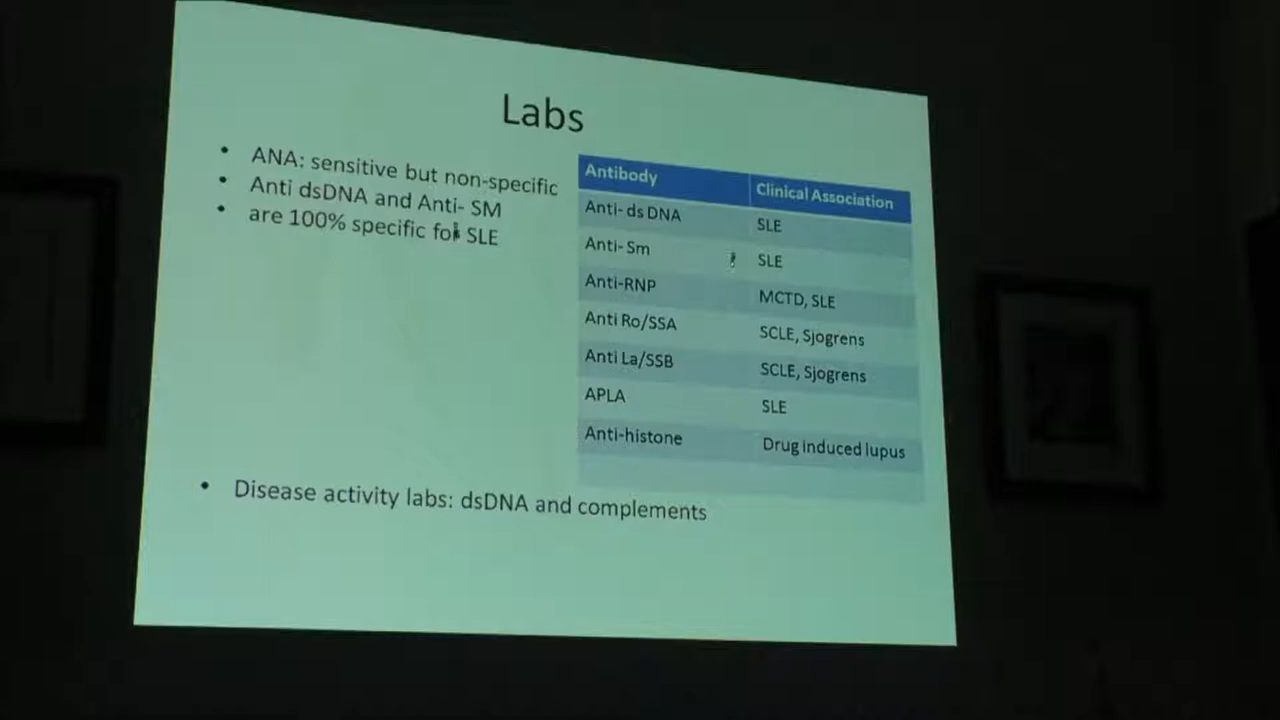 Labs
ANA: sensitive but non-specific
Anti dsDNA and Anti- SM
are 100% specific for SLE
Antibody Clinical Association
Anti- ds DNA SLE
Anti- Sm SLE
Anti-RNP MCTD, SLE
Anti Ro/SSA SCLE, Sjogrens
Anti La/SSB SCLE, Sjogrens
APLA SLE
Anti-histone Drug induced lupus
Disease activity labs: dsDNA and complements